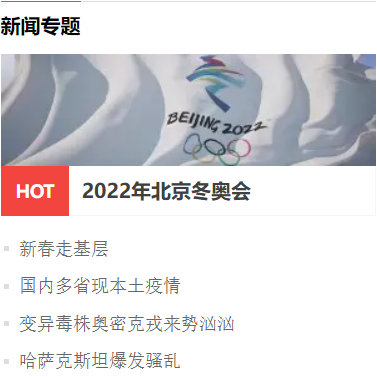 新闻专题
BEIJING 2022
HOT 2022年北京冬奥会
新春走基层
国内多省现本土疫情
变异毒株奥密克戎来势汹汹
哈萨克斯坦爆发骚乱